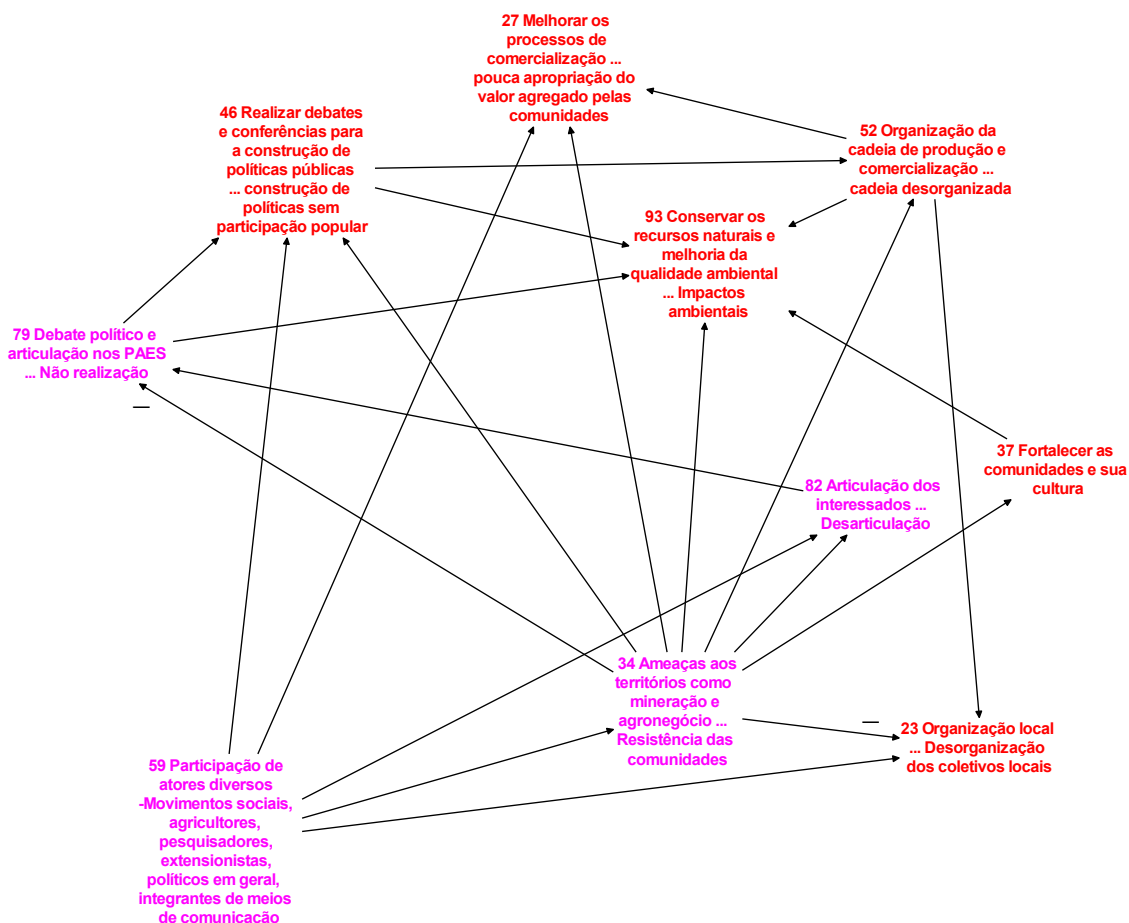 27 Melhorar os
processos de
comercialização ...
pouca apropriação do
valor agregado pelas
comunidades
46 Realizar debates
e conferências para
a construção de
políticas públicas
... construção de
políticas sem
participação popular
52 Organização da
cadeia de produção e
comercialização ...
cadeia desorganizada
93 Conservar os
recursos naturais e
melhoria da
qualidade ambiental
... Impactos
ambientais
79 Debate político e
articulação nos PAES
... Não realização
37 Fortalecer as
comunidades e sua
cultura
82 Articulação dos
interessados ...
Desarticulação
34 Ameaças aos
territórios como
mineração e
agronegócio ...
Resistência das
comunidades
23 Organização local
... Desorganização
dos coletivos locais
59 Participação de
atores diversos
-Movimentos sociais,
agricultores,
pesquisadores,
extensionistas,
políticos em geral,
integrantes de meios
de comunicação